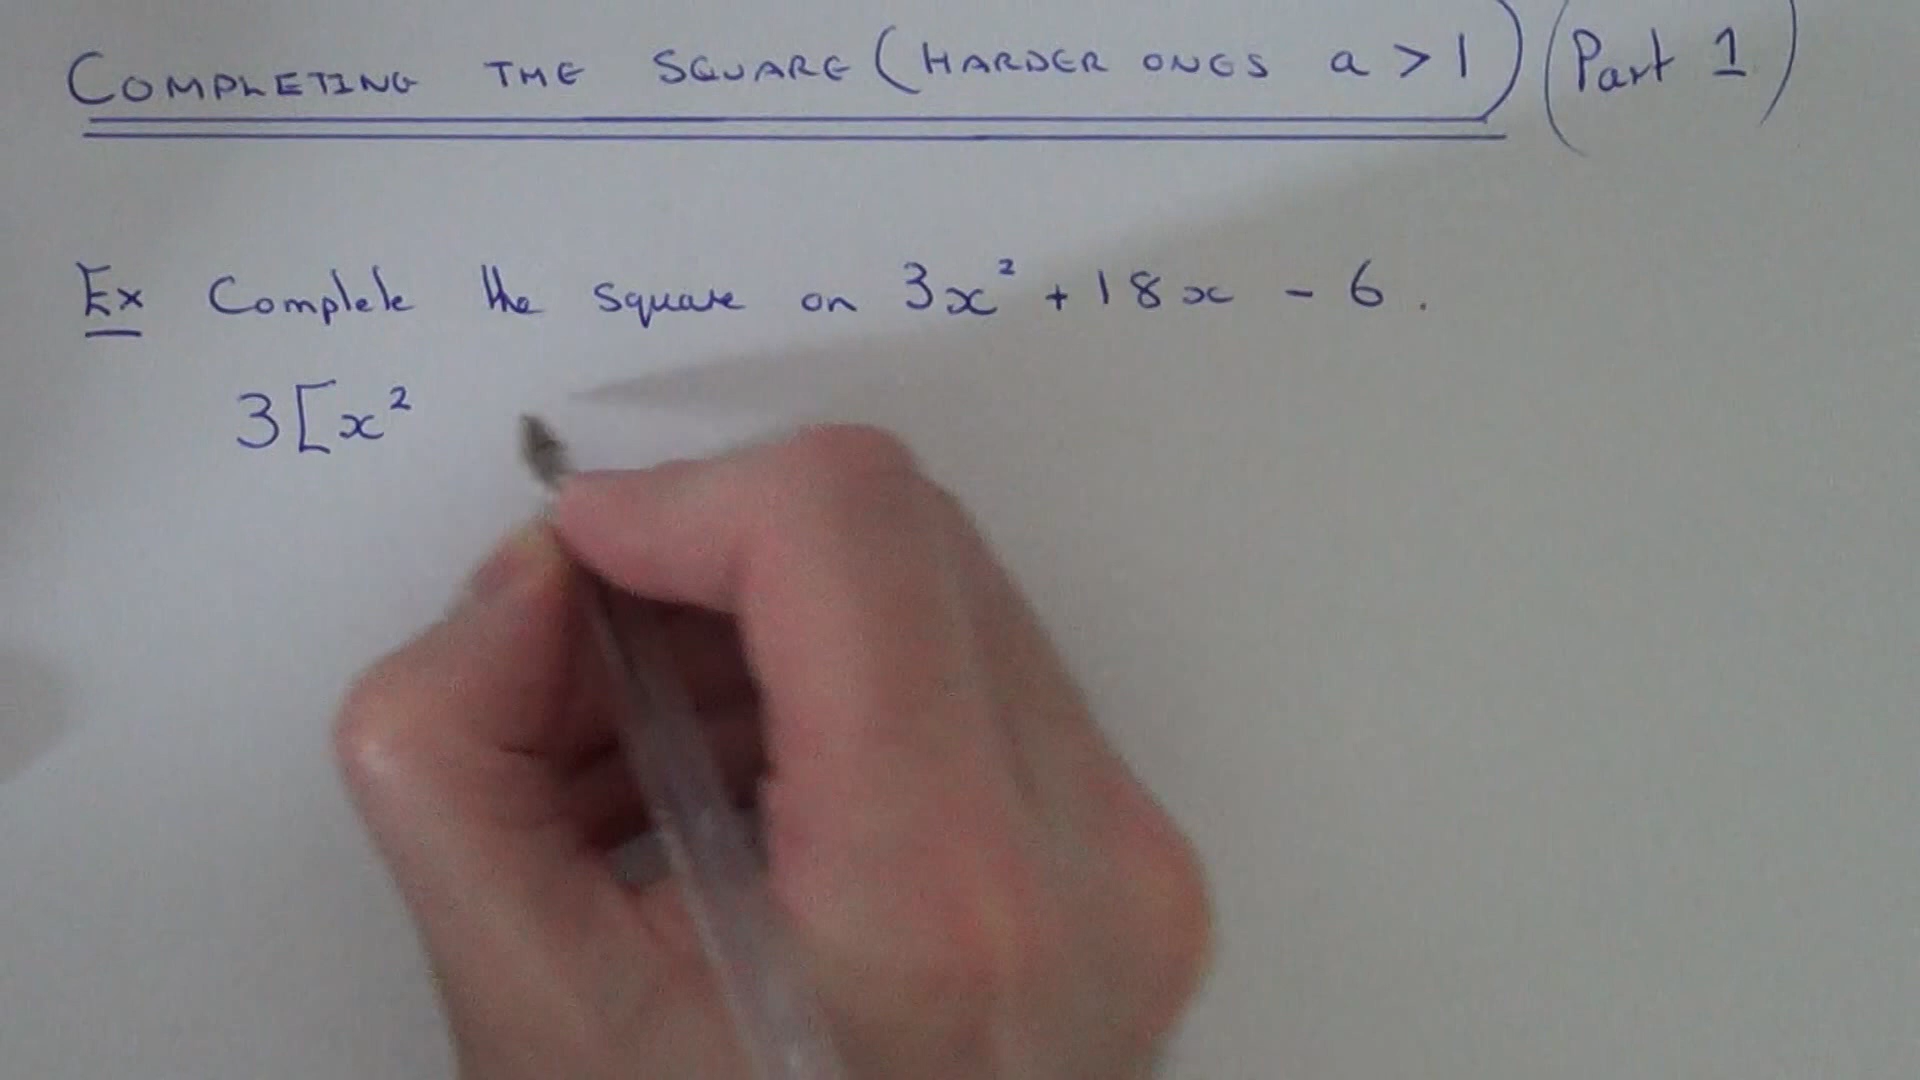 COMPLETING THE SQUARE (HARDER ONES a > 1) (Part 1)
Ex Complete the square on 3x² + 18x - 6.
3[x²